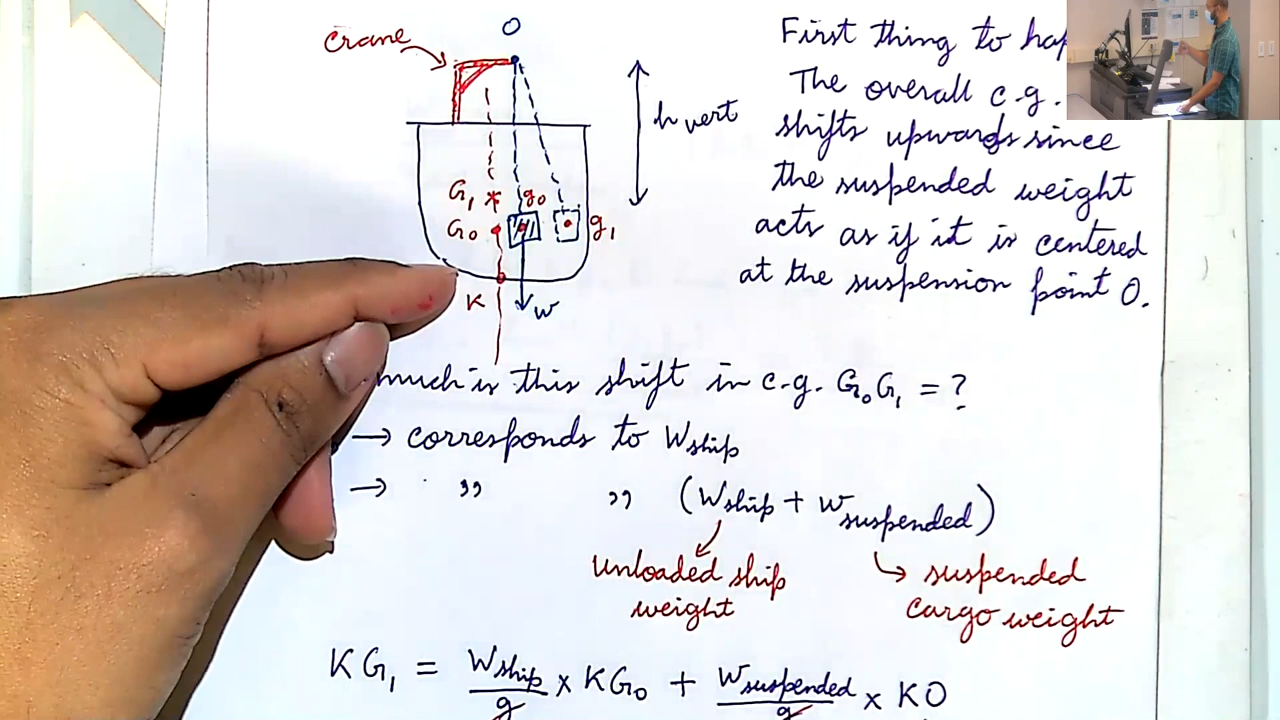 O
Crane
h vert
G₁ g₀
G₀ g₁
K
W
First thing to
The overall c.g.
shifts upwards since
the suspended weight
acts as if it is centered
at the suspension point O.
much is this shift in c.g. G₀G₁ = ?
→ corresponds to Wship
→ ,, ,, (Wship + Wsuspended)
unloaded ship
weight
suspended
cargo weight
KG₁ = Wship/g x KG₀ + Wsuspended/g x KO